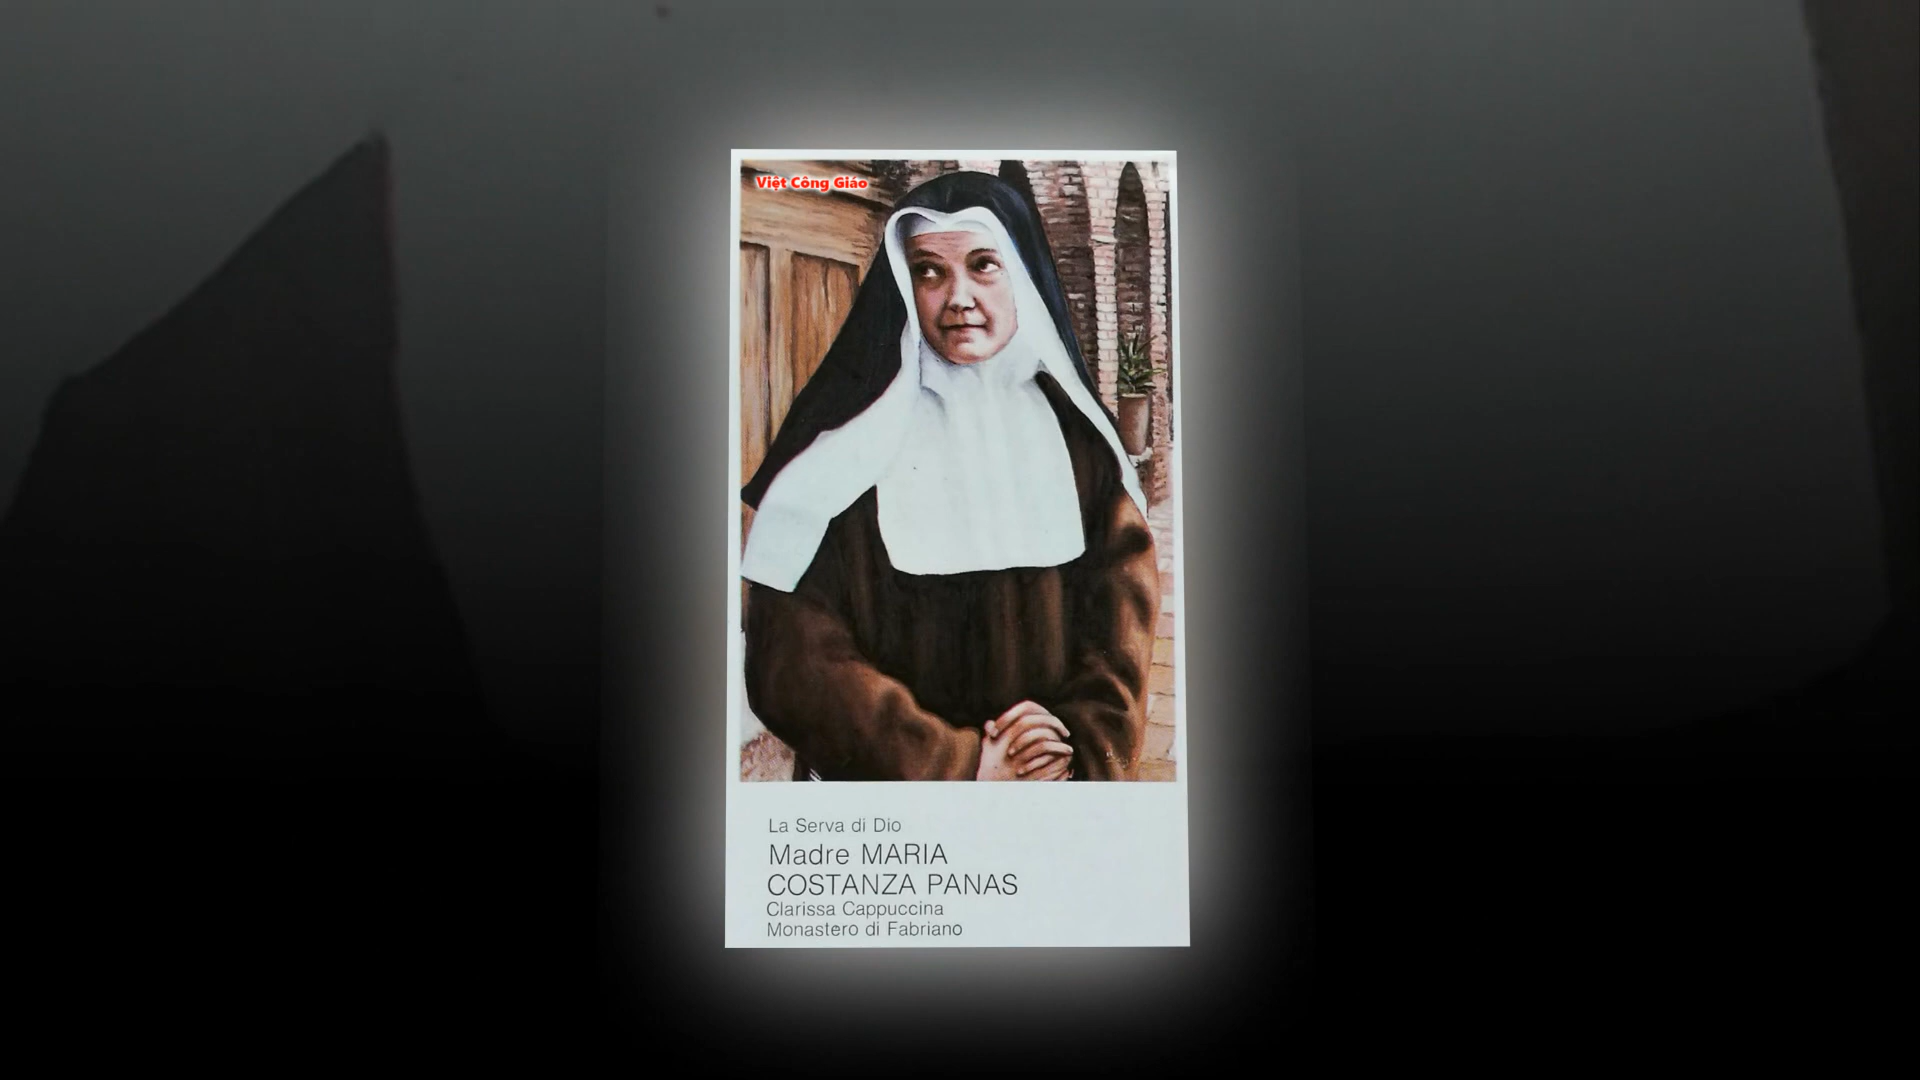 Việt Công Giáo
La Serva di Dio
Madre MARIA
COSTANZA PANAS
Clarissa Cappuccina
Monastero di Fabriano